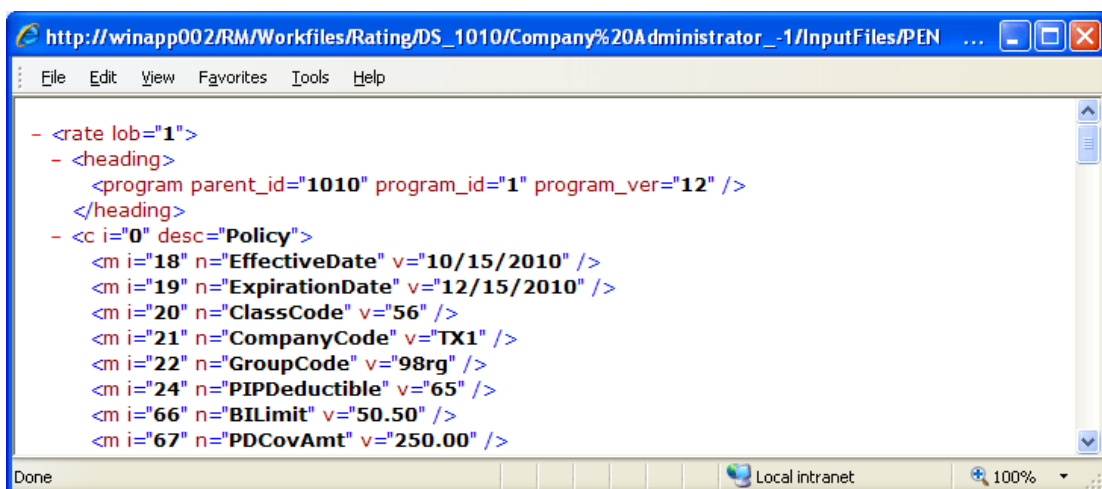 http://winapp002/RM/Workfiles/Rating/DS_1010/Company%20Administrator_-1/InputFiles/PEN ...
File Edit View Favorites Tools Help
- <rate lob="1">
- <heading>
<program parent_id="1010" program_id="1" program_ver="12" />
</heading>
- <c i="0" desc="Policy">
<m i="18" n="EffectiveDate" v="10/15/2010" />
<m i="19" n="ExpirationDate" v="12/15/2010" />
<m i="20" n="ClassCode" v="56" />
<m i="21" n="CompanyCode" v="TX1" />
<m i="22" n="GroupCode" v="98rg" />
<m i="24" n="PIPDeductible" v="65" />
<m i="66" n="BILimit" v="50.50" />
<m i="67" n="PDCovAmt" v="250.00" />
Done Local intranet 100%